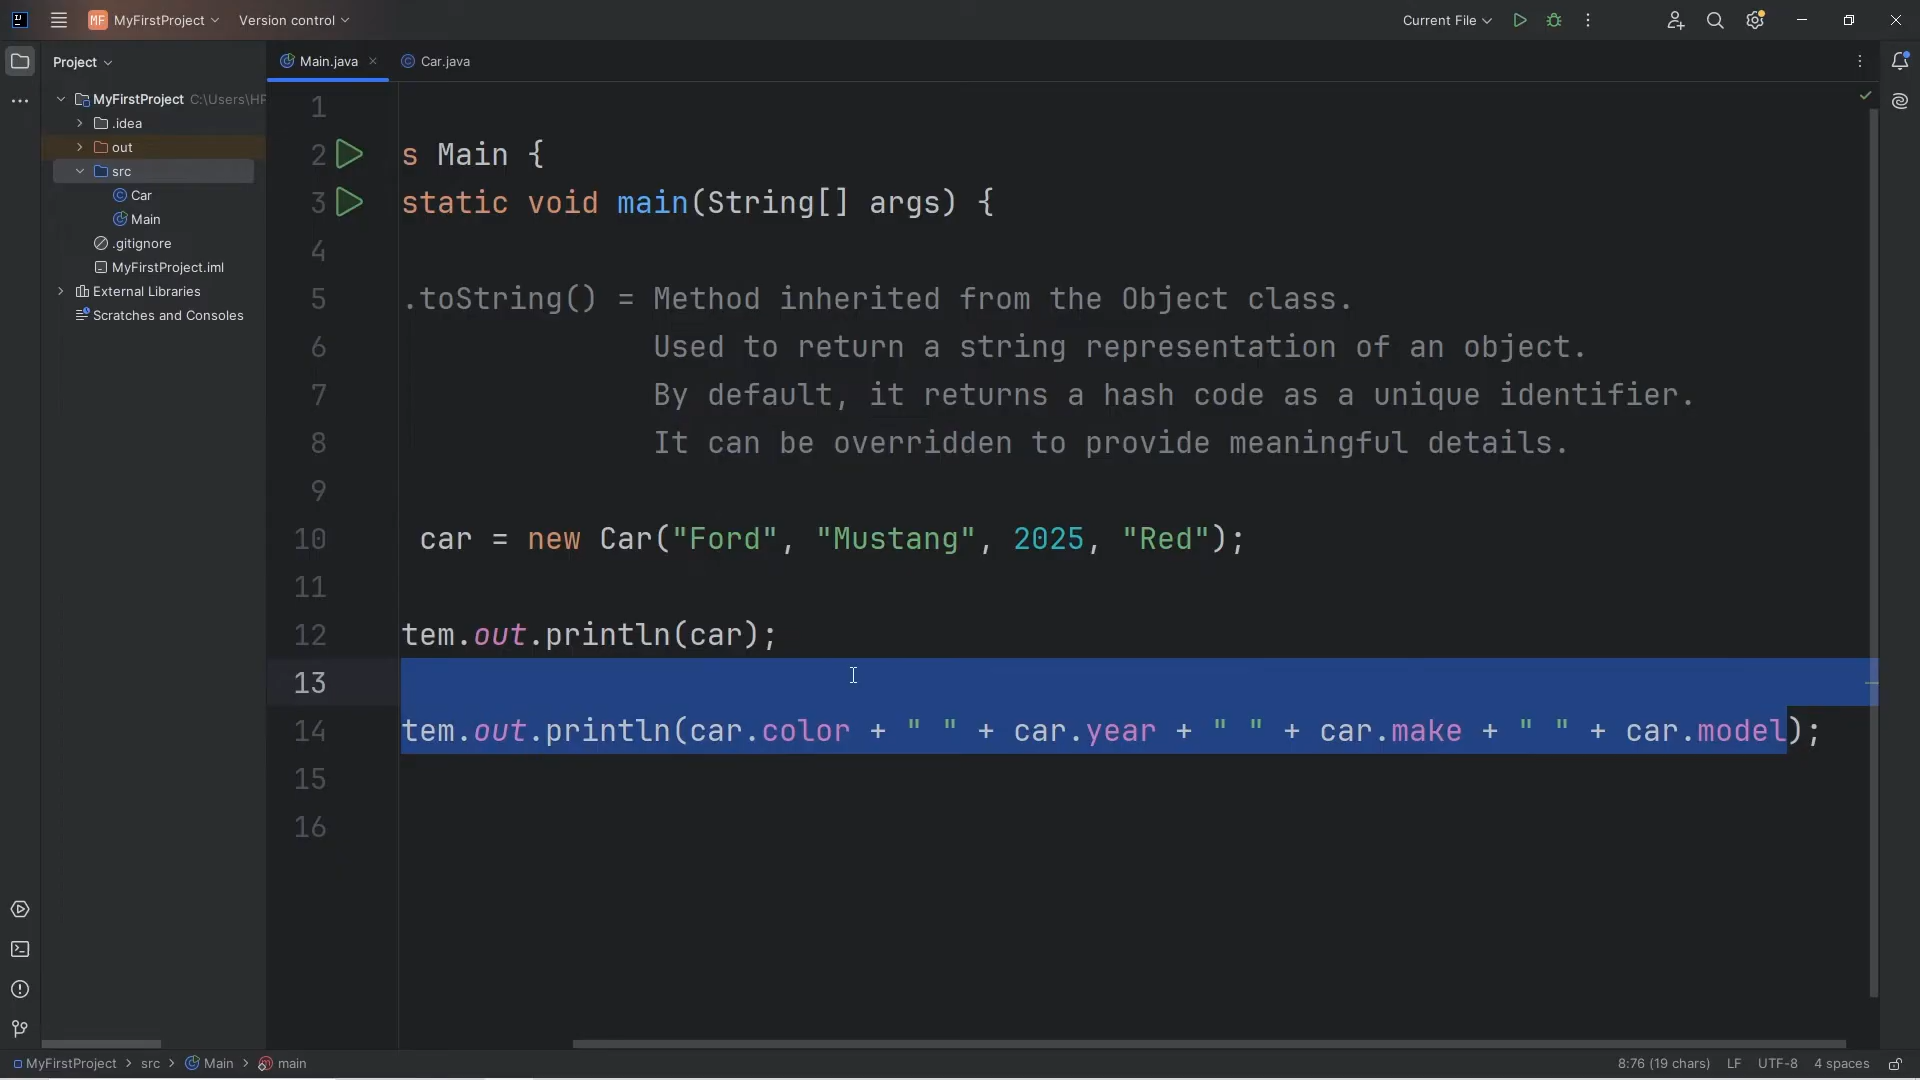 MF MyFirstProject Version control Current File
Project Main.java Car.java
MyFirstProject C:\Users\HP
.idea
out
src
Car
Main
.gitignore
MyFirstProject.iml
External Libraries
Scratches and Consoles
1
2 s Main {
3 static void main(String[] args) {
4
5 .toString() = Method inherited from the Object class.
6 Used to return a string representation of an object.
7 By default, it returns a hash code as a unique identifier.
8 It can be overridden to provide meaningful details.
9
10 car = new Car("Ford", "Mustang", 2025, "Red");
11
12 tem.out.println(car);
13
14 tem.out.println(car.color + " " + car.year + " " + car.make + " " + car.model);
15
16
MyFirstProject > src > Main > main 8:76 (19 chars) LF UTF-8 4 spaces